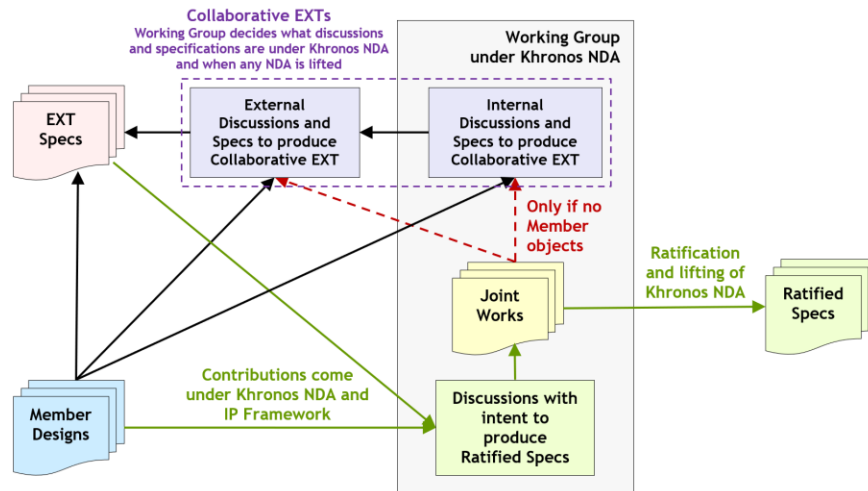 Collaborative EXTs
Working Group decides what discussions
and specifications are under Khronos NDA
and when any NDA is lifted
Working Group
under Khronos NDA
EXT
Specs
External
Discussions and
Specs to produce
Collaborative EXT
Internal
Discussions and
Specs to produce
Collaborative EXT
Only if no
Member
objects
Ratification
and lifting of
Khronos NDA
Joint
Works
Ratified
Specs
Contributions come
under Khronos NDA and
IP Framework
Member
Designs
Discussions with
intent to
produce
Ratified Specs